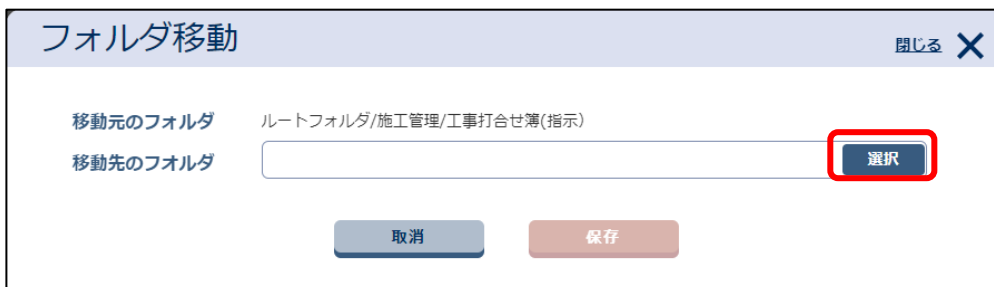 フォルダ移動
閉じる
移動元のフォルダ ルートフォルダ/施工管理/工事打合せ簿(指示)
移動先のフォルダ 選択
取消 保存